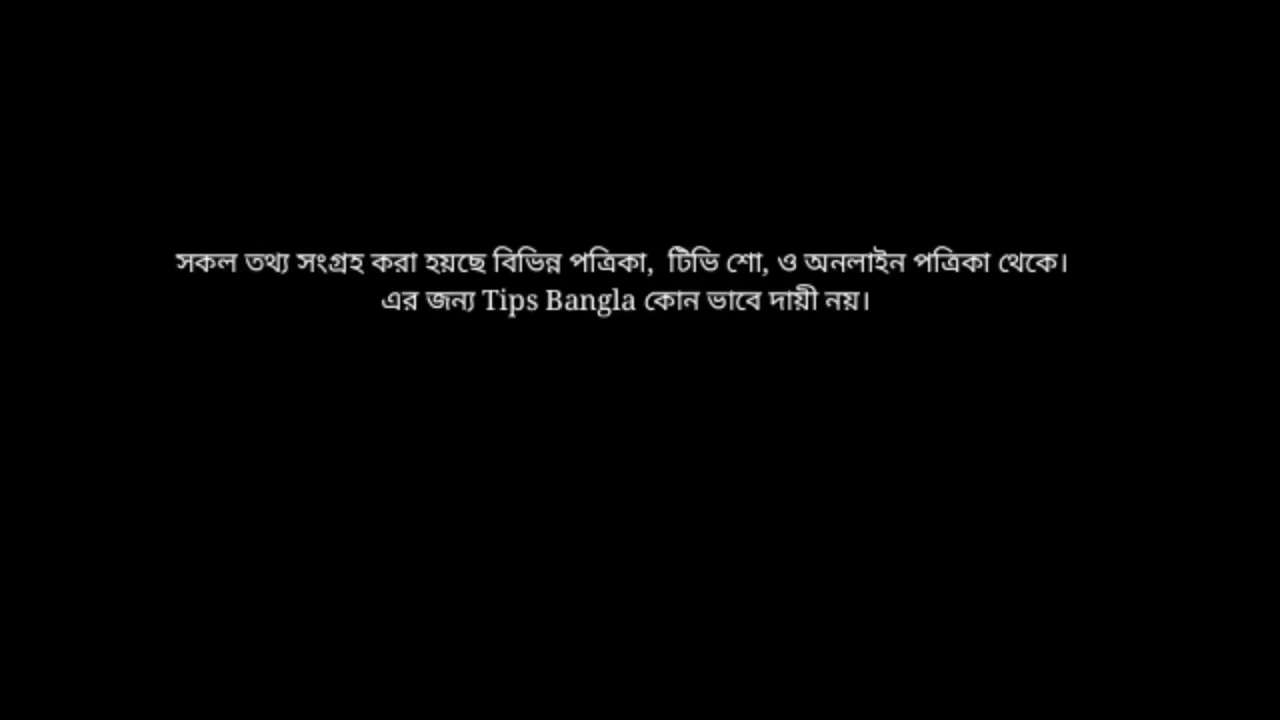 সকল তথ্য সংগ্রহ করা হয়ছে বিভিন্ন পত্রিকা, টিভি শো, ও অনলাইন পত্রিকা থেকে।
এর জন্য Tips Bangla কোন ভাবে দায়ী নয়।